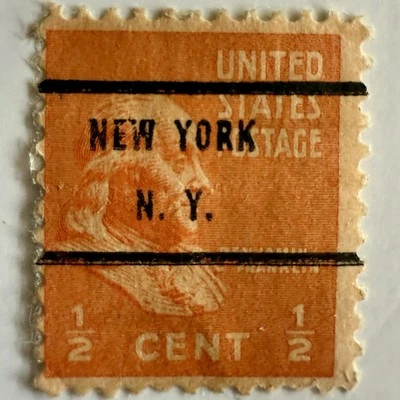 UNITED
STATES
POSTAGE
NEW YORK
N. Y.
BENJAMIN
FRANKLIN
1/2 CENT 1/2